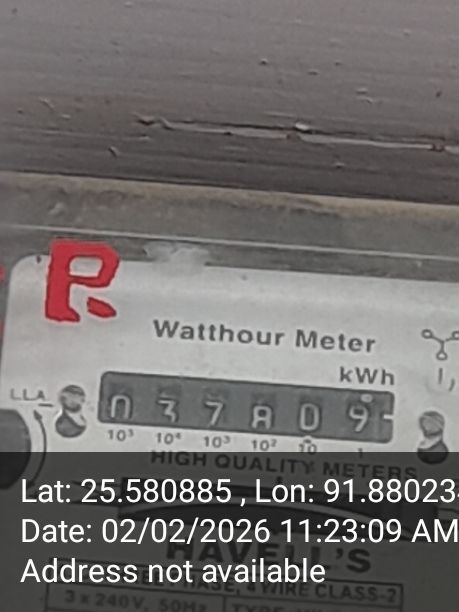 R
Watthour Meter
kWh
LLA
037809
10⁵ 10⁴ 10³ 10² 10 1
HIGH QUALITY METERS
Lat: 25.580885 , Lon: 91.88023
Date: 02/02/2026 11:23:09 AM
HAVELL'S
Address not available
WIRE CLASS-2
3 x 240V, 50Hz